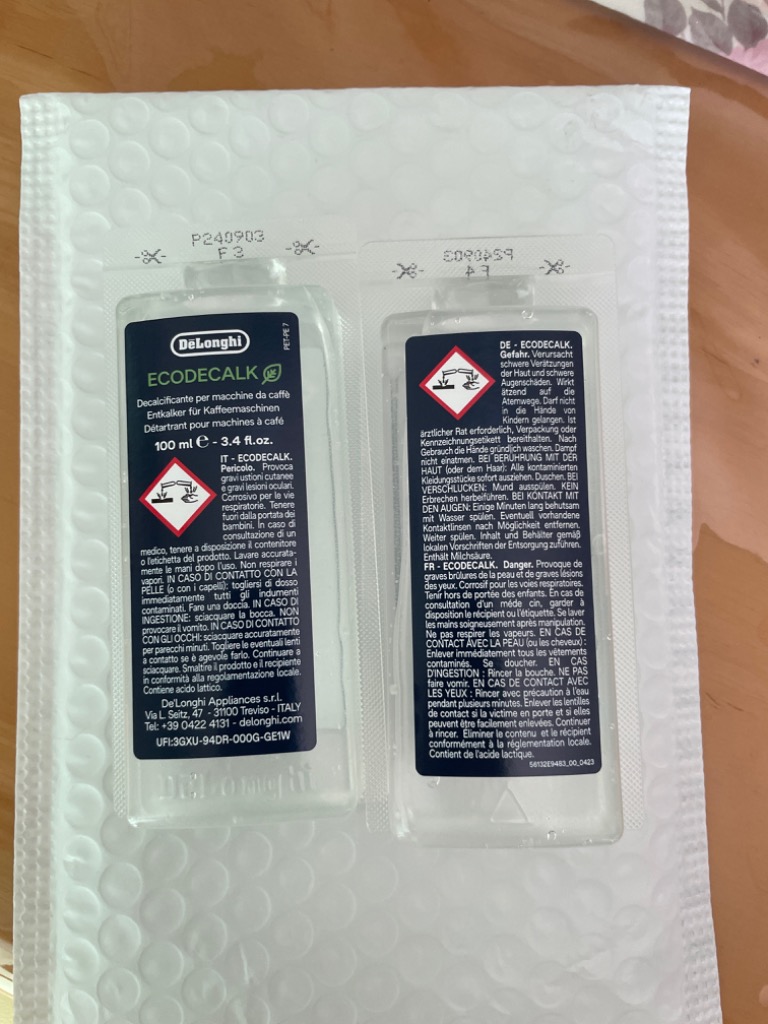 P240903
F3
DeLonghi
PET-PE 7
ECODECALK
Decalcificante per macchine da caffè
Entkalker für Kaffeemaschinen
Détartrant pour machines à café
100 ml ℮ - 3.4 fl.oz.
IT - ECODECALK.
Pericolo. Provoca
gravi ustioni cutanee
e gravi lesioni oculari.
Corrosivo per le vie
respiratorie. Tenere
fuori dalla portata dei
bambini. In caso di
consultazione di un
medico, tenere a disposizione il contenitore
o l'etichetta del prodotto. Lavare accurata-
mente le mani dopo l'uso. Non respirare i
vapori. IN CASO DI CONTATTO CON LA
PELLE (o con i capelli): togliersi di dosso
immediatamente tutti gli indumenti
contaminati. Fare una doccia. IN CASO DI
INGESTIONE: sciacquare la bocca. NON
provocare il vomito. IN CASO DI CONTATTO
CON GLI OCCHI: sciacquare accuratamente
per parecchi minuti. Togliere le eventuali lenti
a contatto se è agevole farlo. Continuare a
sciacquare. Smaltire il prodotto e il recipiente
in conformità alla regolamentazione locale.
Contiene acido lattico.
De'Longhi Appliances s.r.l.
Via L. Seitz, 47 - 31100 Treviso - ITALY
Tel: +39 0422 4131 - delonghi.com
UFI:3GXU-94DR-000G-GE1W
DeLonghi
P240903
F4
DE - ECODECALK.
Gefahr. Verursacht
schwere Verätzungen
der Haut und schwere
Augenschäden. Wirkt
ätzend auf die
Atemwege. Darf nicht
in die Hände von
Kindern gelangen. Ist
ärztlicher Rat erforderlich, Verpackung oder
Kennzeichnungsetikett bereithalten. Nach
Gebrauch die Hände gründich waschen. Dampf
nicht einatmen. BEI BERÜHRUNG MIT DER
HAUT (oder dem Haar): Alle kontaminierten
Kleidungsstücke sofort ausziehen. Duschen. BEI
VERSCHLUCKEN: Mund ausspülen. KEIN
Erbrechen herbeiführen. BEI KONTAKT MIT
DEN AUGEN: Einige Minuten lang behutsam
mit Wasser spülen. Eventuell vorhandene
Kontaktlinsen nach Möglichkeit entfernen.
Weiter spülen. Inhalt und Behälter gemäß
lokalen Vorschriften der Entsorgung zuführen.
Enthält Milchsäure.
FR - ECODECALK. Danger. Provoque de
graves brûlures de la peau et de graves lésions
des yeux. Corrosif pour les voies respiratoires.
Tenir hors de portée des enfants. En cas de
consultation d'un méde cin, garder à
disposition le récipient ou l'étiquette. Se laver
les mains soigneusement après manipulation.
Ne pas respirer les vapeurs. EN CAS DE
CONTACT AVEC LA PEAU (ou les cheveux) :
Enlever immédiatement tous les vêtements
contaminés. Se doucher. EN CAS
D'INGESTION : Rincer la bouche. NE PAS
faire vomir. EN CAS DE CONTACT AVEC
LES YEUX : Rincer avec précaution à l'eau
pendant plusieurs minutes. Enlever les lentilles
de contact si la victime en porte et si elles
peuvent être facilement enlevées. Continuer
à rincer. Eliminer le contenu et le récipient
conformément à la réglementation locale.
Contient de l'acide lactique.
56132E9483_00_0423